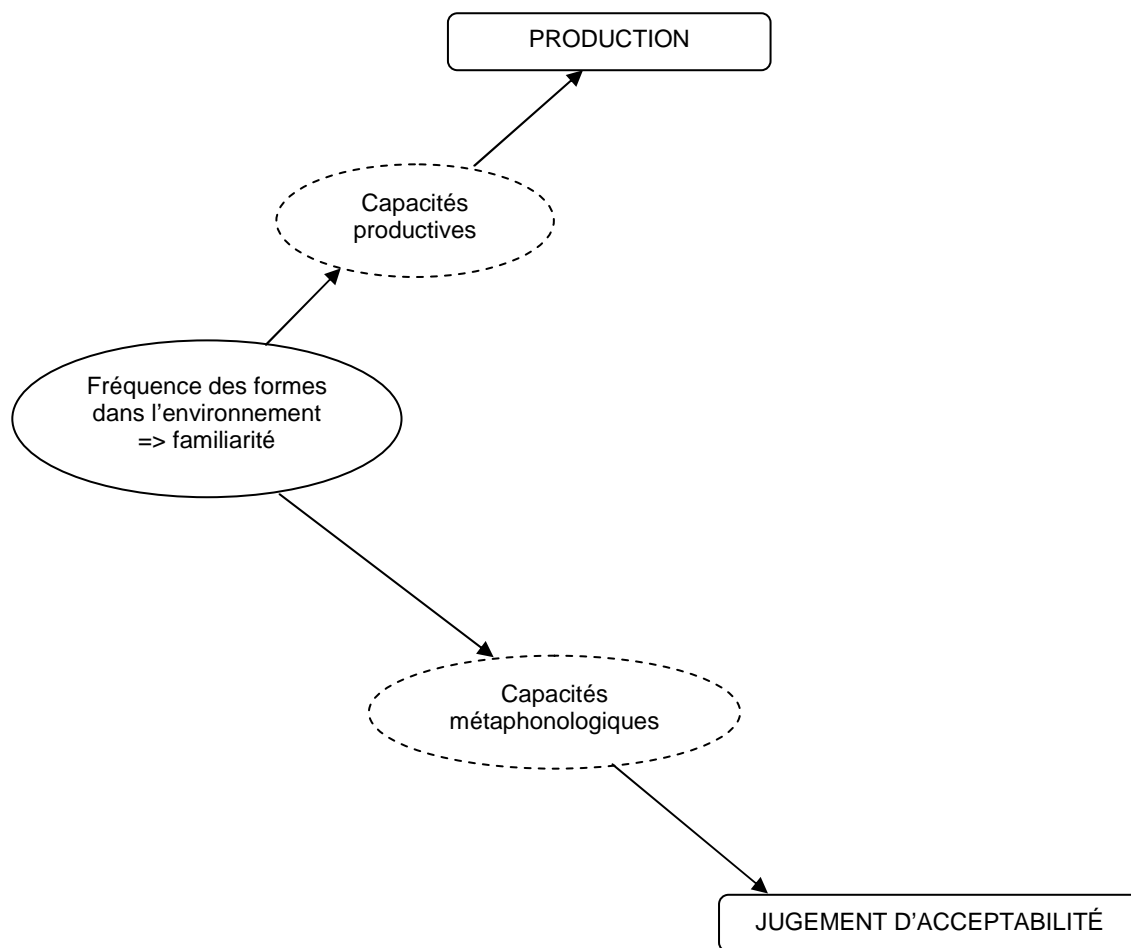 PRODUCTION
Capacités
productives
Fréquence des formes
dans l’environnement
=> familiarité
Capacités
métaphonologiques
JUGEMENT D’ACCEPTABILITÉ